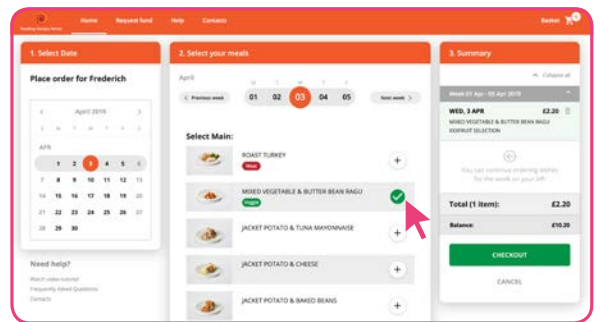 Home Request fund Help Contacts
Basket 0
1. Select Date
Place order for Frederich
April 2019
APR
1 2 3 4 5 6
7 8 9 10 11 12 13
14 15 16 17 18 19 20
21 22 23 24 25 26 27
28 29 30
Need help?
Watch video tutorial
Frequently Asked Questions
Contacts
2. Select your meals
April
< Previous week
01 02 03 04 05
Next week >
Select Main:
ROAST TURKEY
Meat
MIXED VEGETABLE & BUTTER BEAN RAGU
Veggie
JACKET POTATO & TUNA MAYONNAISE
JACKET POTATO & CHEESE
JACKET POTATO & BAKED BEANS
3. Summary
Collapse all
Week 01 Apr - 05 Apr 2019
WED, 3 APR £2.20
MIXED VEGETABLE & BUTTER BEAN RAGU
You can continue ordering dishes
for the week on your left
Total (1 item): £2.20
Balance: £10.20
CHECKOUT
CANCEL